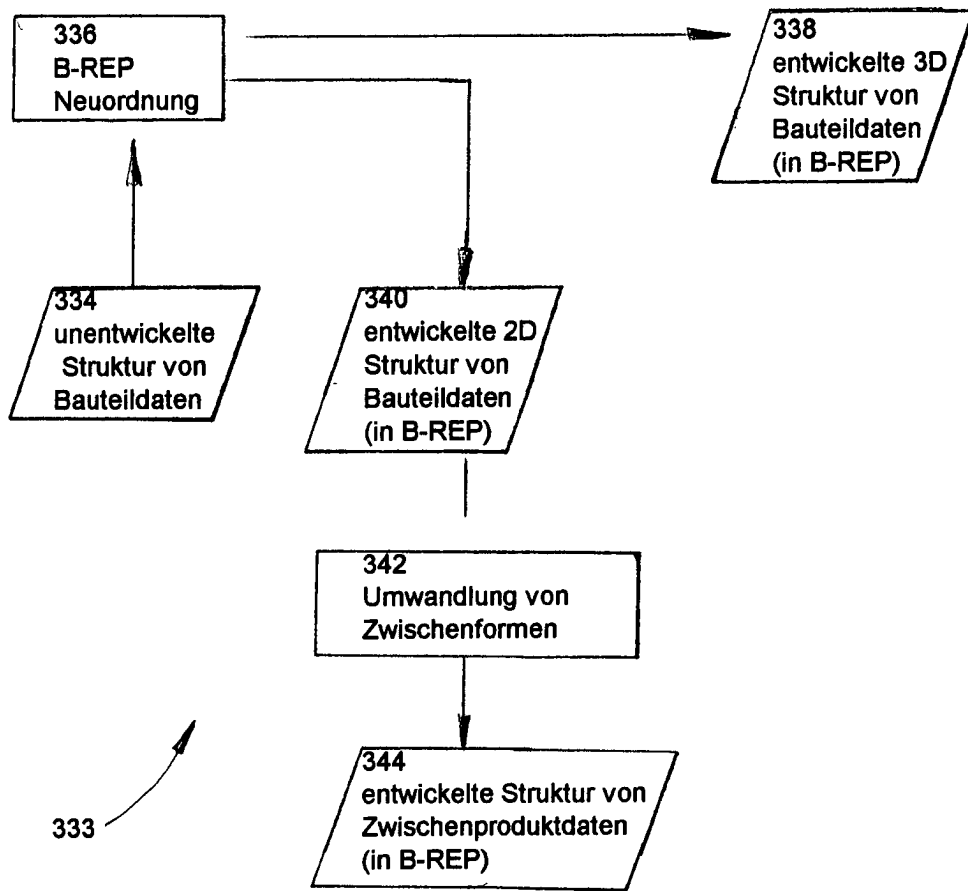 336
B-REP
Neuordnung
338
entwickelte 3D
Struktur von
Bauteildaten
(in B-REP)
334
unentwickelte
Struktur von
Bauteildaten
340
entwickelte 2D
Struktur von
Bauteildaten
(in B-REP)
342
Umwandlung von
Zwischenformen
344
entwickelte Struktur von
Zwischenproduktdaten
(in B-REP)
333